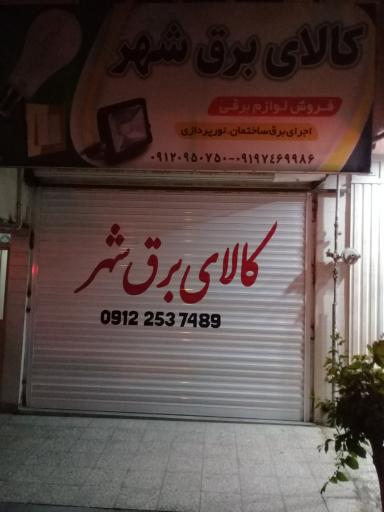 کالای برق شهر
فروش لوازم برقی
اجرای برق ساختمان، نورپردازی
۰۹۱۲۰۹۵۰۷۵۰-۰۹۱۹۷۴۶۹۹۸۶
کالای برق شهر
0912 253 7489